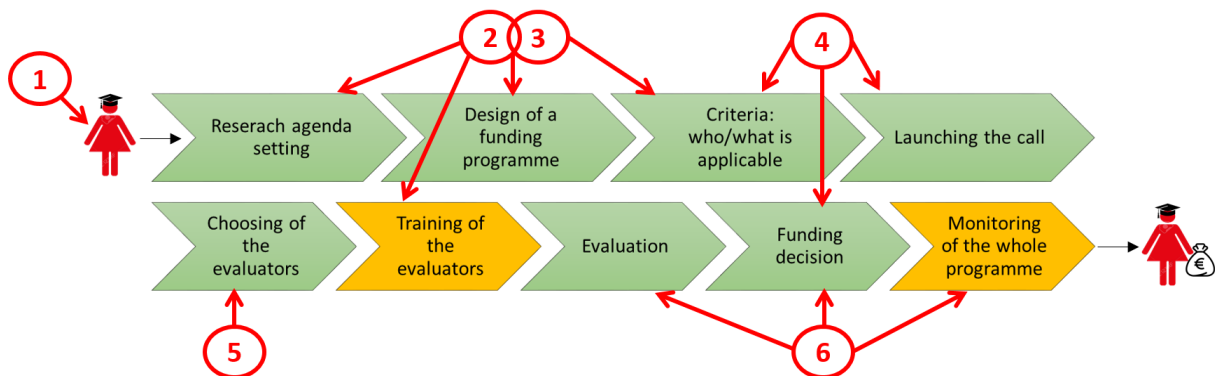 2
3
4
1
Reserach agenda
setting
Design of a
funding
programme
Criteria:
who/what is
applicable
Launching the call
Choosing of
the
evaluators
Training of
the
evaluators
Evaluation
Funding
decision
Monitoring
of the whole
programme
€
5
6